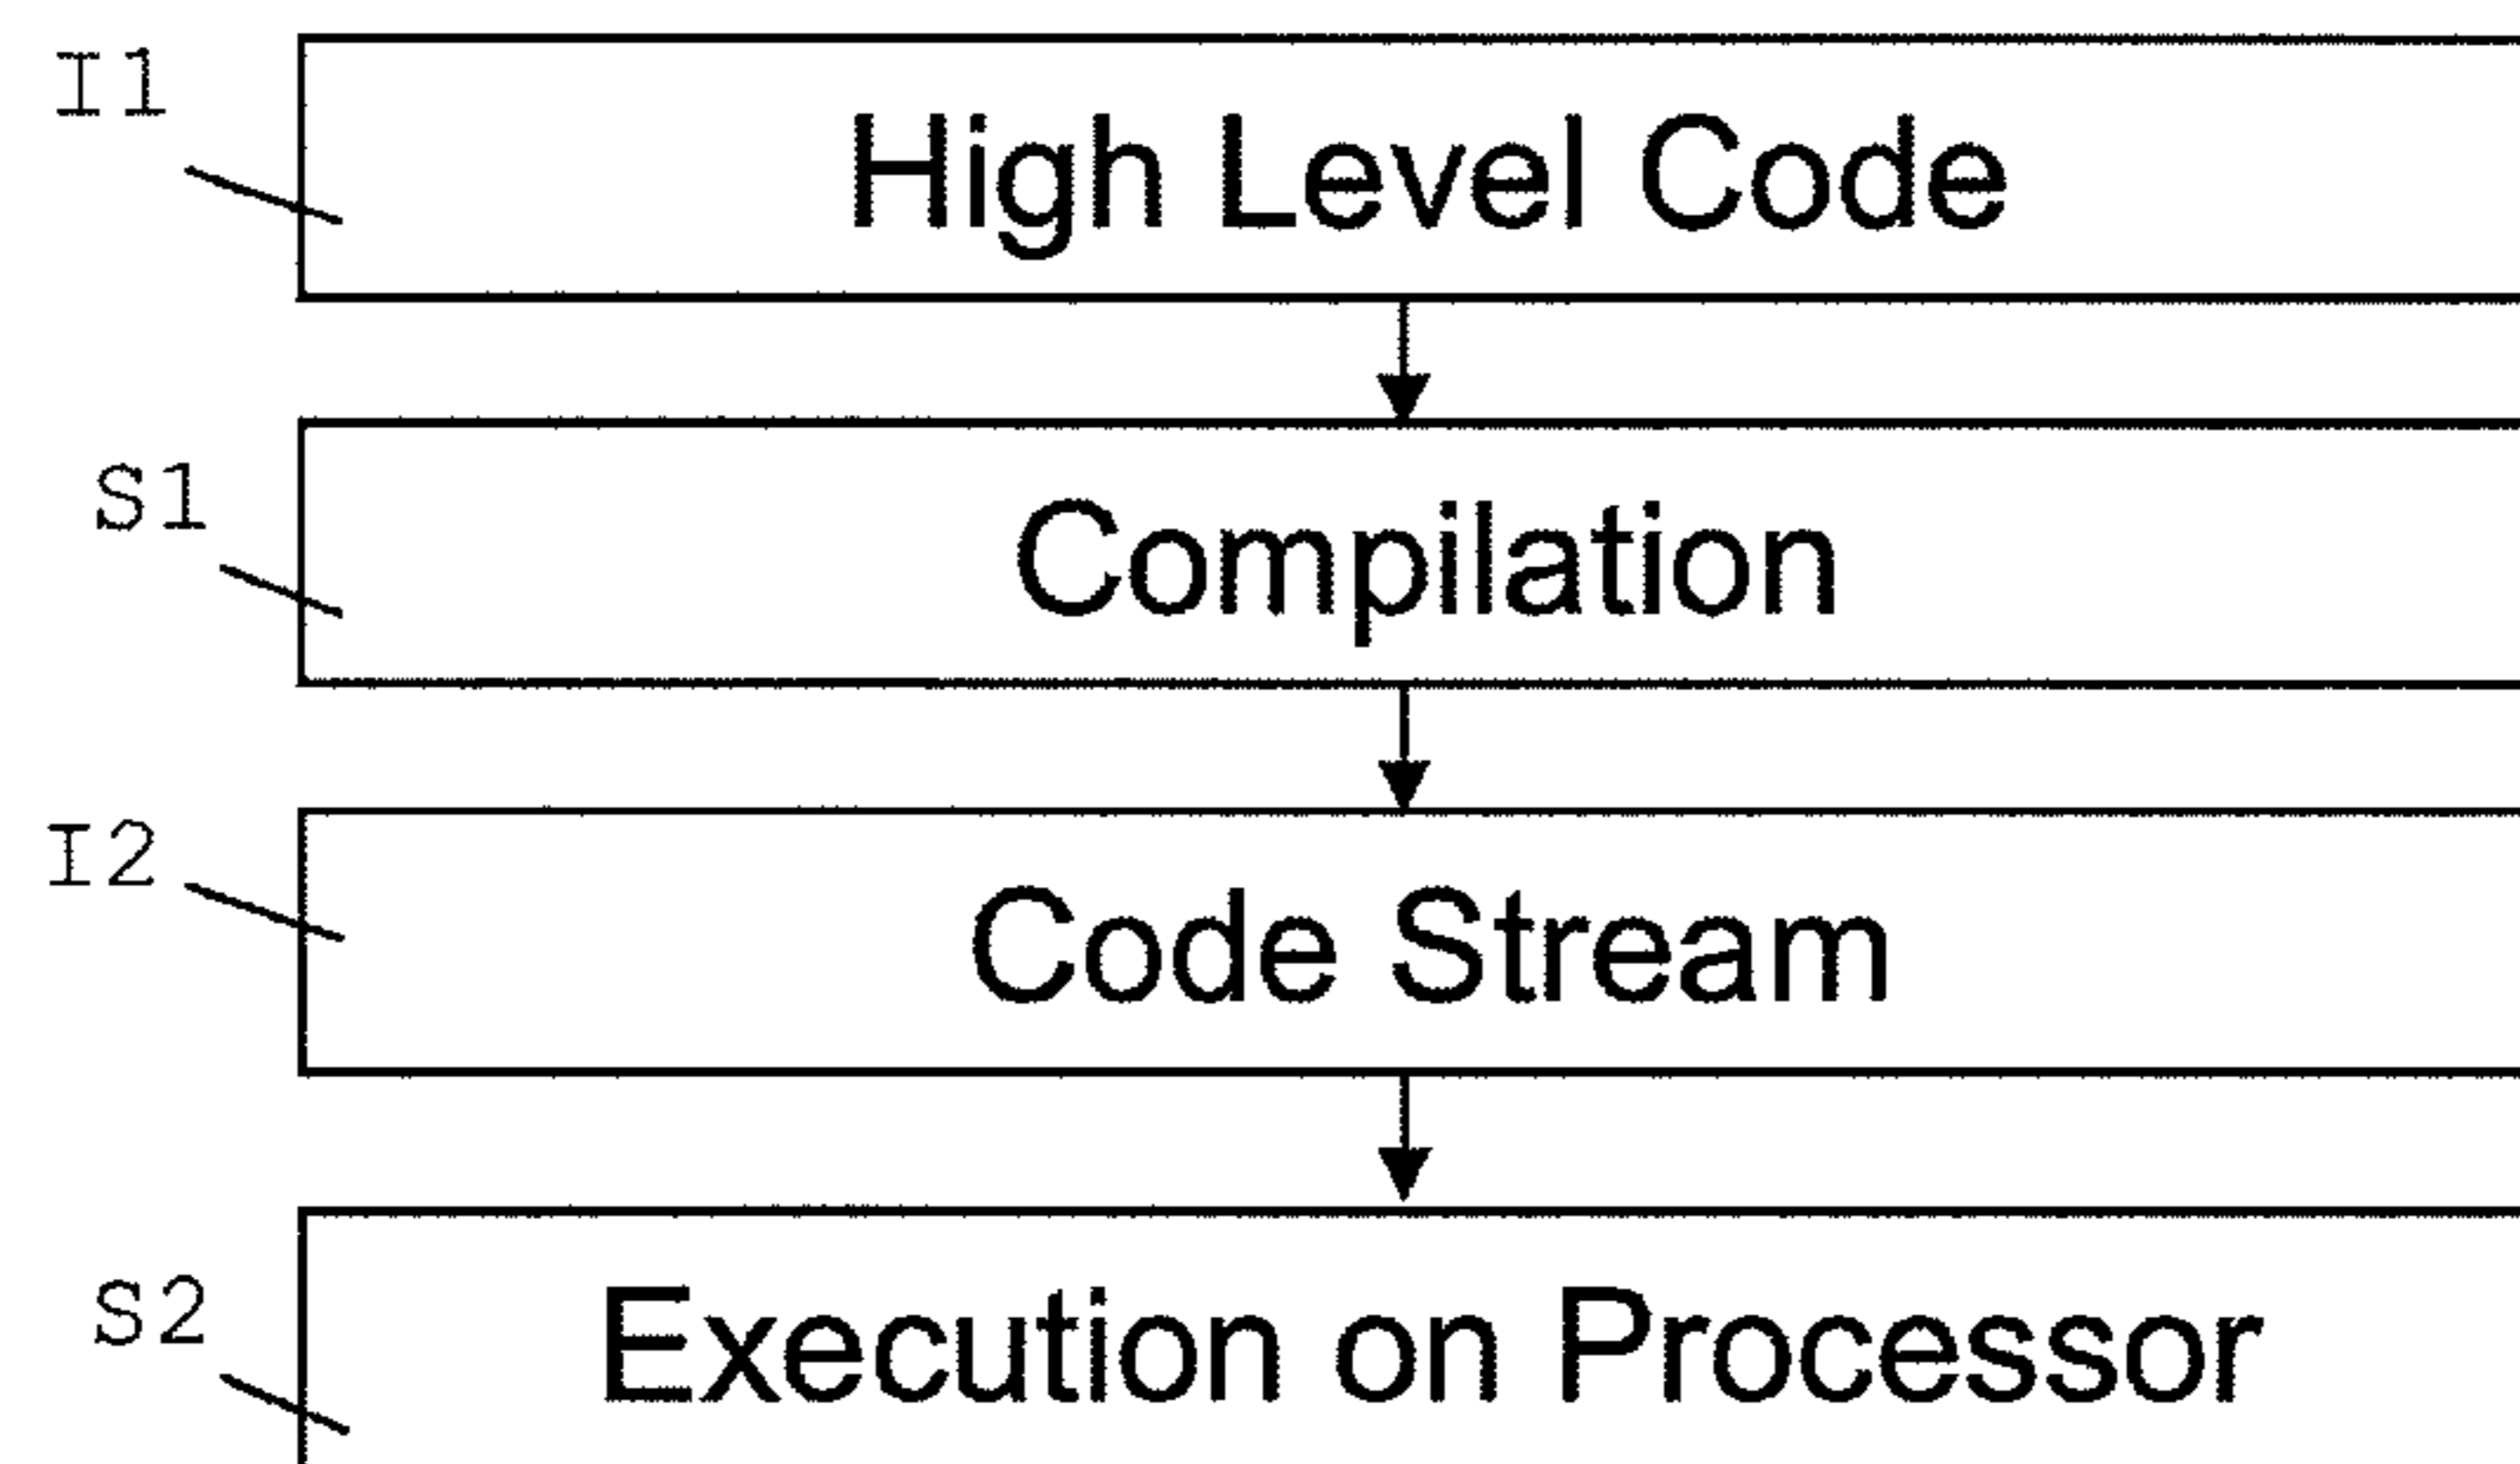 I1
High Level Code
S1
Compilation
I2
Code Stream
S2
Execution on Processor